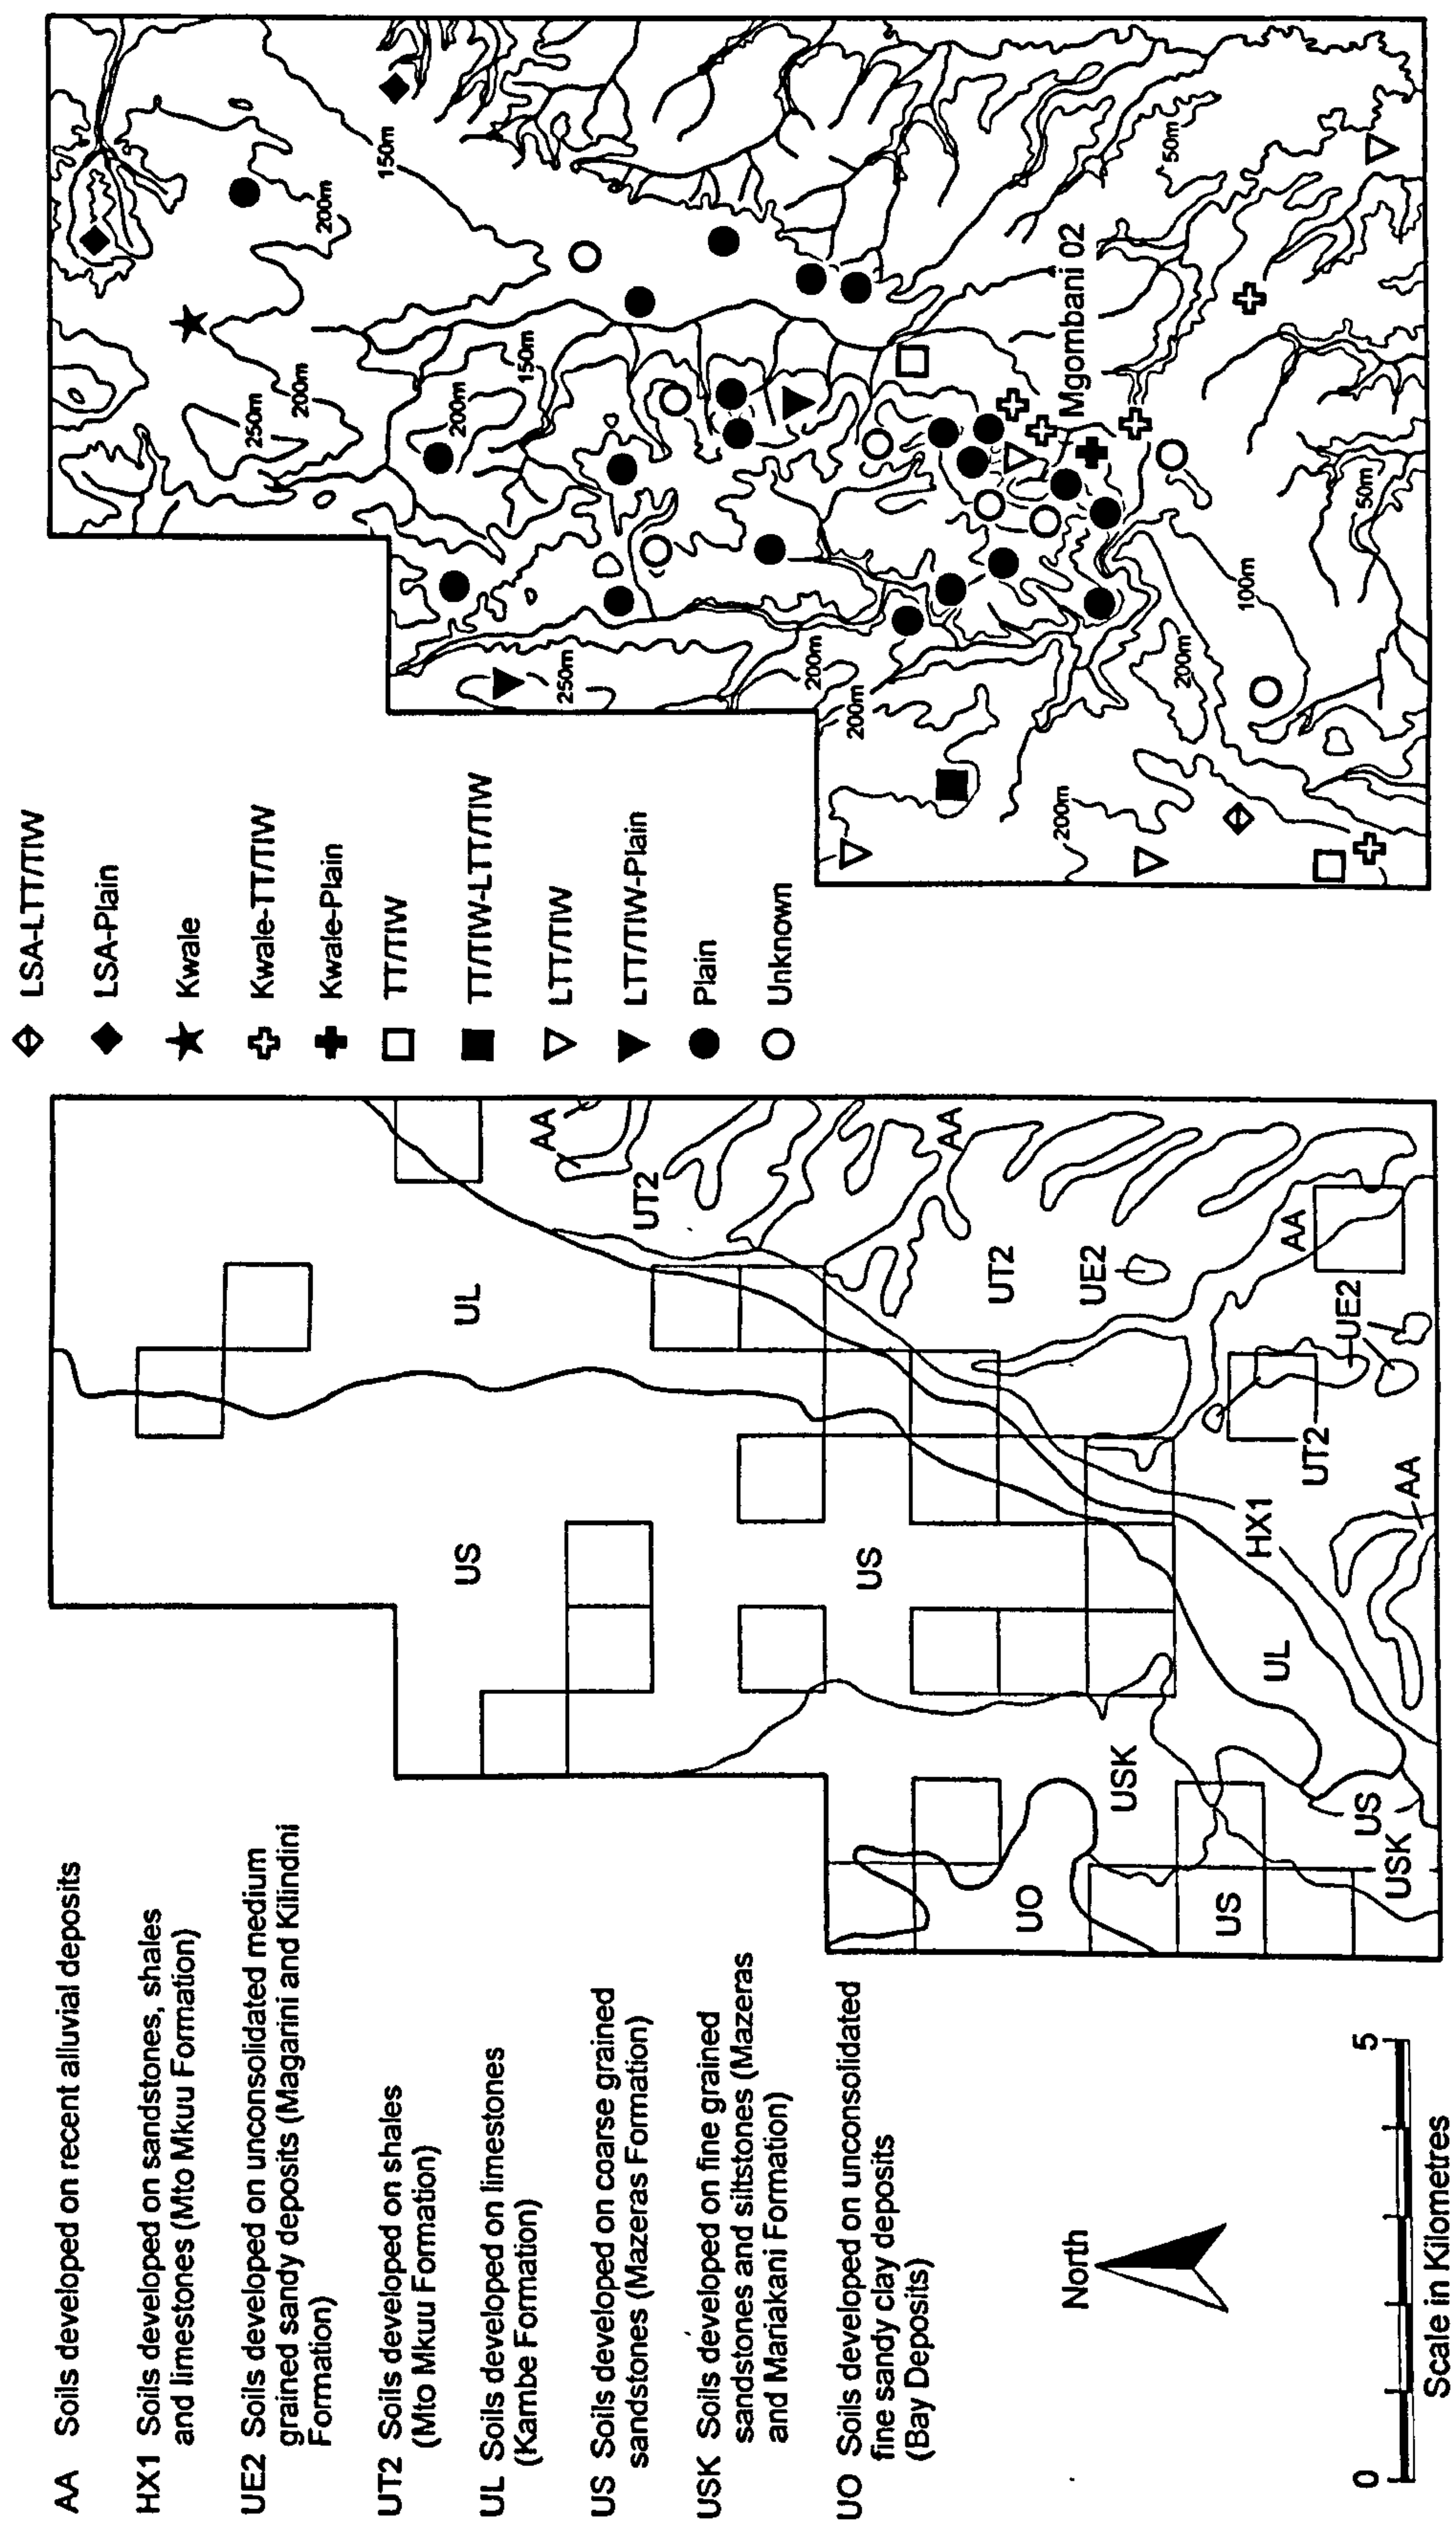 AA Soils developed on recent alluvial deposits
HX1 Soils developed on sandstones, shales
and limestones (Mto Mkuu Formation)
UE2 Soils developed on unconsolidated medium
grained sandy deposits (Magarini and Kilindini
Formation)
UT2 Soils developed on shales
(Mto Mkuu Formation)
UL Soils developed on limestones
(Kambe Formation)
US Soils developed on coarse grained
sandstones (Mazeras Formation)
USK Soils developed on fine grained
sandstones and siltstones (Mazeras
and Mariakani Formation)
UO Soils developed on unconsolidated
fine sandy clay deposits
(Bay Deposits)
North
0 5
Scale in Kilometres
US
UL
AA
UT2
US
AA
UT2
UE2
UO
USK
US
UL
HX1
AA
UE2
UT2
AA
US
USK
LSA-LTT/TIW
LSA-Plain
Kwale
Kwale-TT/TIW
Kwale-Plain
TT/TIW
TT/TIW-LTT/TIW
LTT/TIW
LTT/TIW-Plain
Plain
Unknown
250m
200m
200m
150m
200m
150m
250m
200m
200m
200m
200m
100m
50m
50m
Mgombani 02